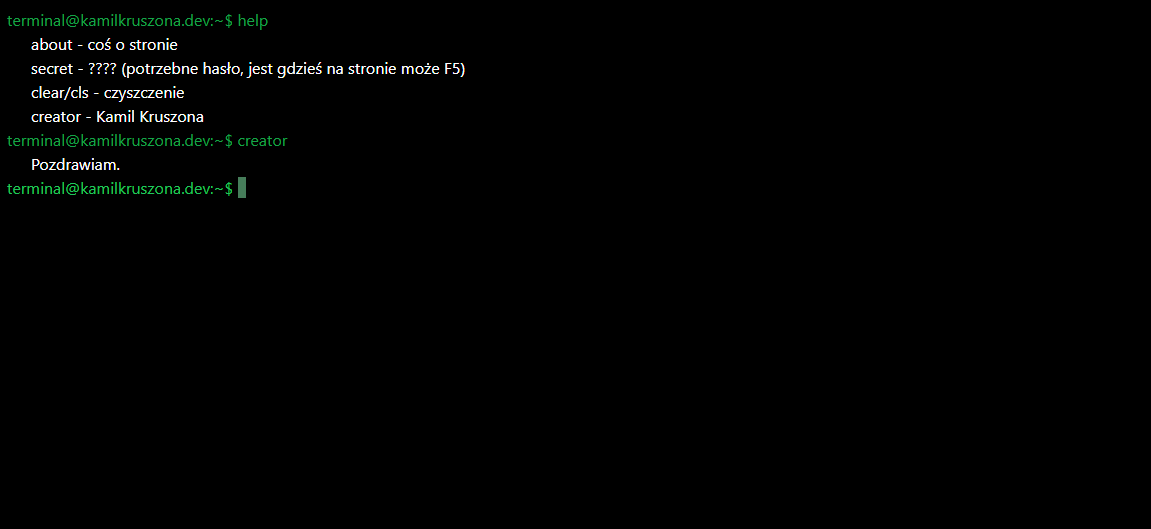 terminal@kamilkruszona.dev:~$ help
about - coś o stronie
secret - ???? (potrzebne hasło, jest gdzieś na stronie może F5)
clear/cls - czyszczenie
creator - Kamil Kruszona
terminal@kamilkruszona.dev:~$ creator
Pozdrawiam.
terminal@kamilkruszona.dev:~$